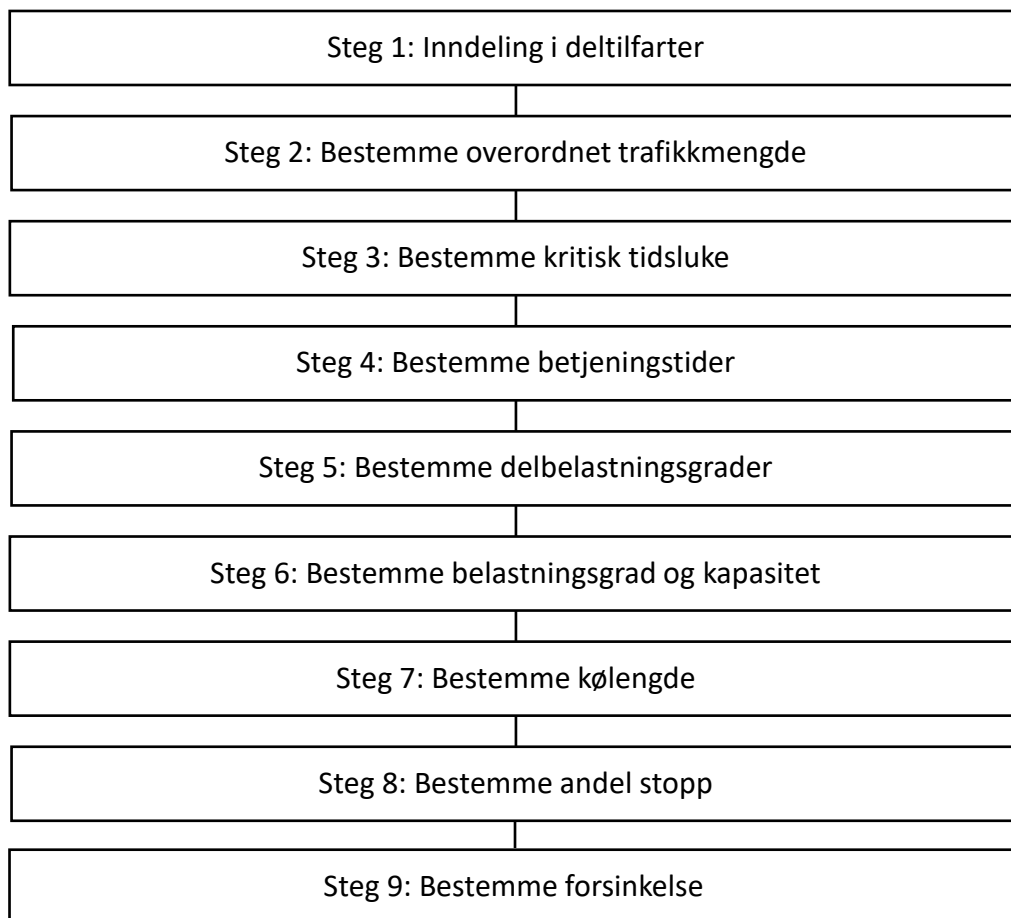 Steg 1: Inndeling i deltilfarter
Steg 2: Bestemme overordnet trafikkmengde
Steg 3: Bestemme kritisk tidsluke
Steg 4: Bestemme betjeningstider
Steg 5: Bestemme delbelastningsgrader
Steg 6: Bestemme belastningsgrad og kapasitet
Steg 7: Bestemme kølengde
Steg 8: Bestemme andel stopp
Steg 9: Bestemme forsinkelse